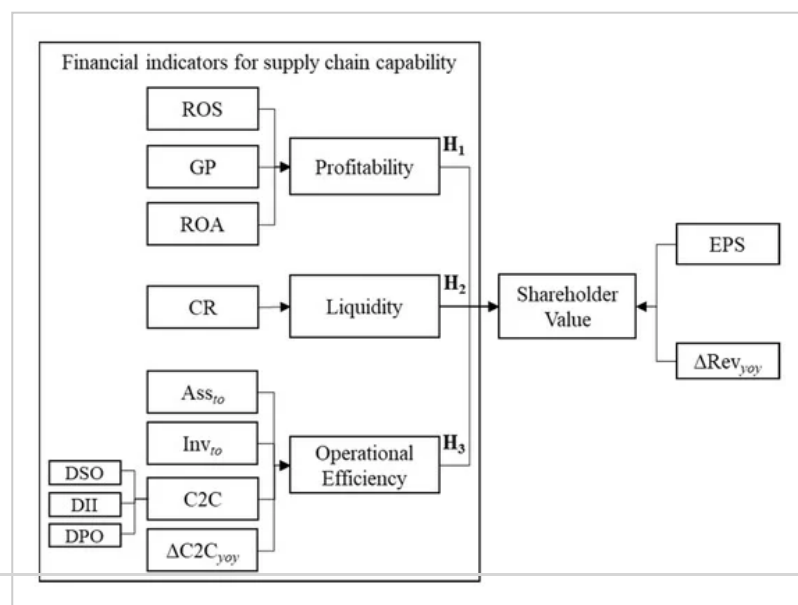 Financial indicators for supply chain capability
ROS
GP
ROA
Profitability
H₁
CR
Liquidity
H₂
Shareholder
Value
EPS
ΔRevyoy
Assto
Invto
C2C
ΔC2Cyoy
DSO
DII
DPO
Operational
Efficiency
H₃